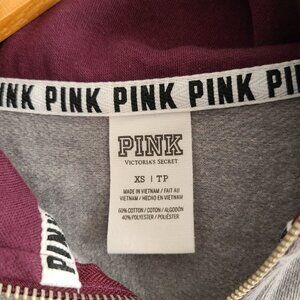 INK PINK PINK PINK PINK
PINK
VICTORIA'S SECRET
XS | TP
MADE IN VIETNAM / FAIT AU
VIETNAM / HECHO EN VIETNAM
60% COTTON / COTON / ALGODÓN
40% POLYESTER / POLIÉSTER
PINK